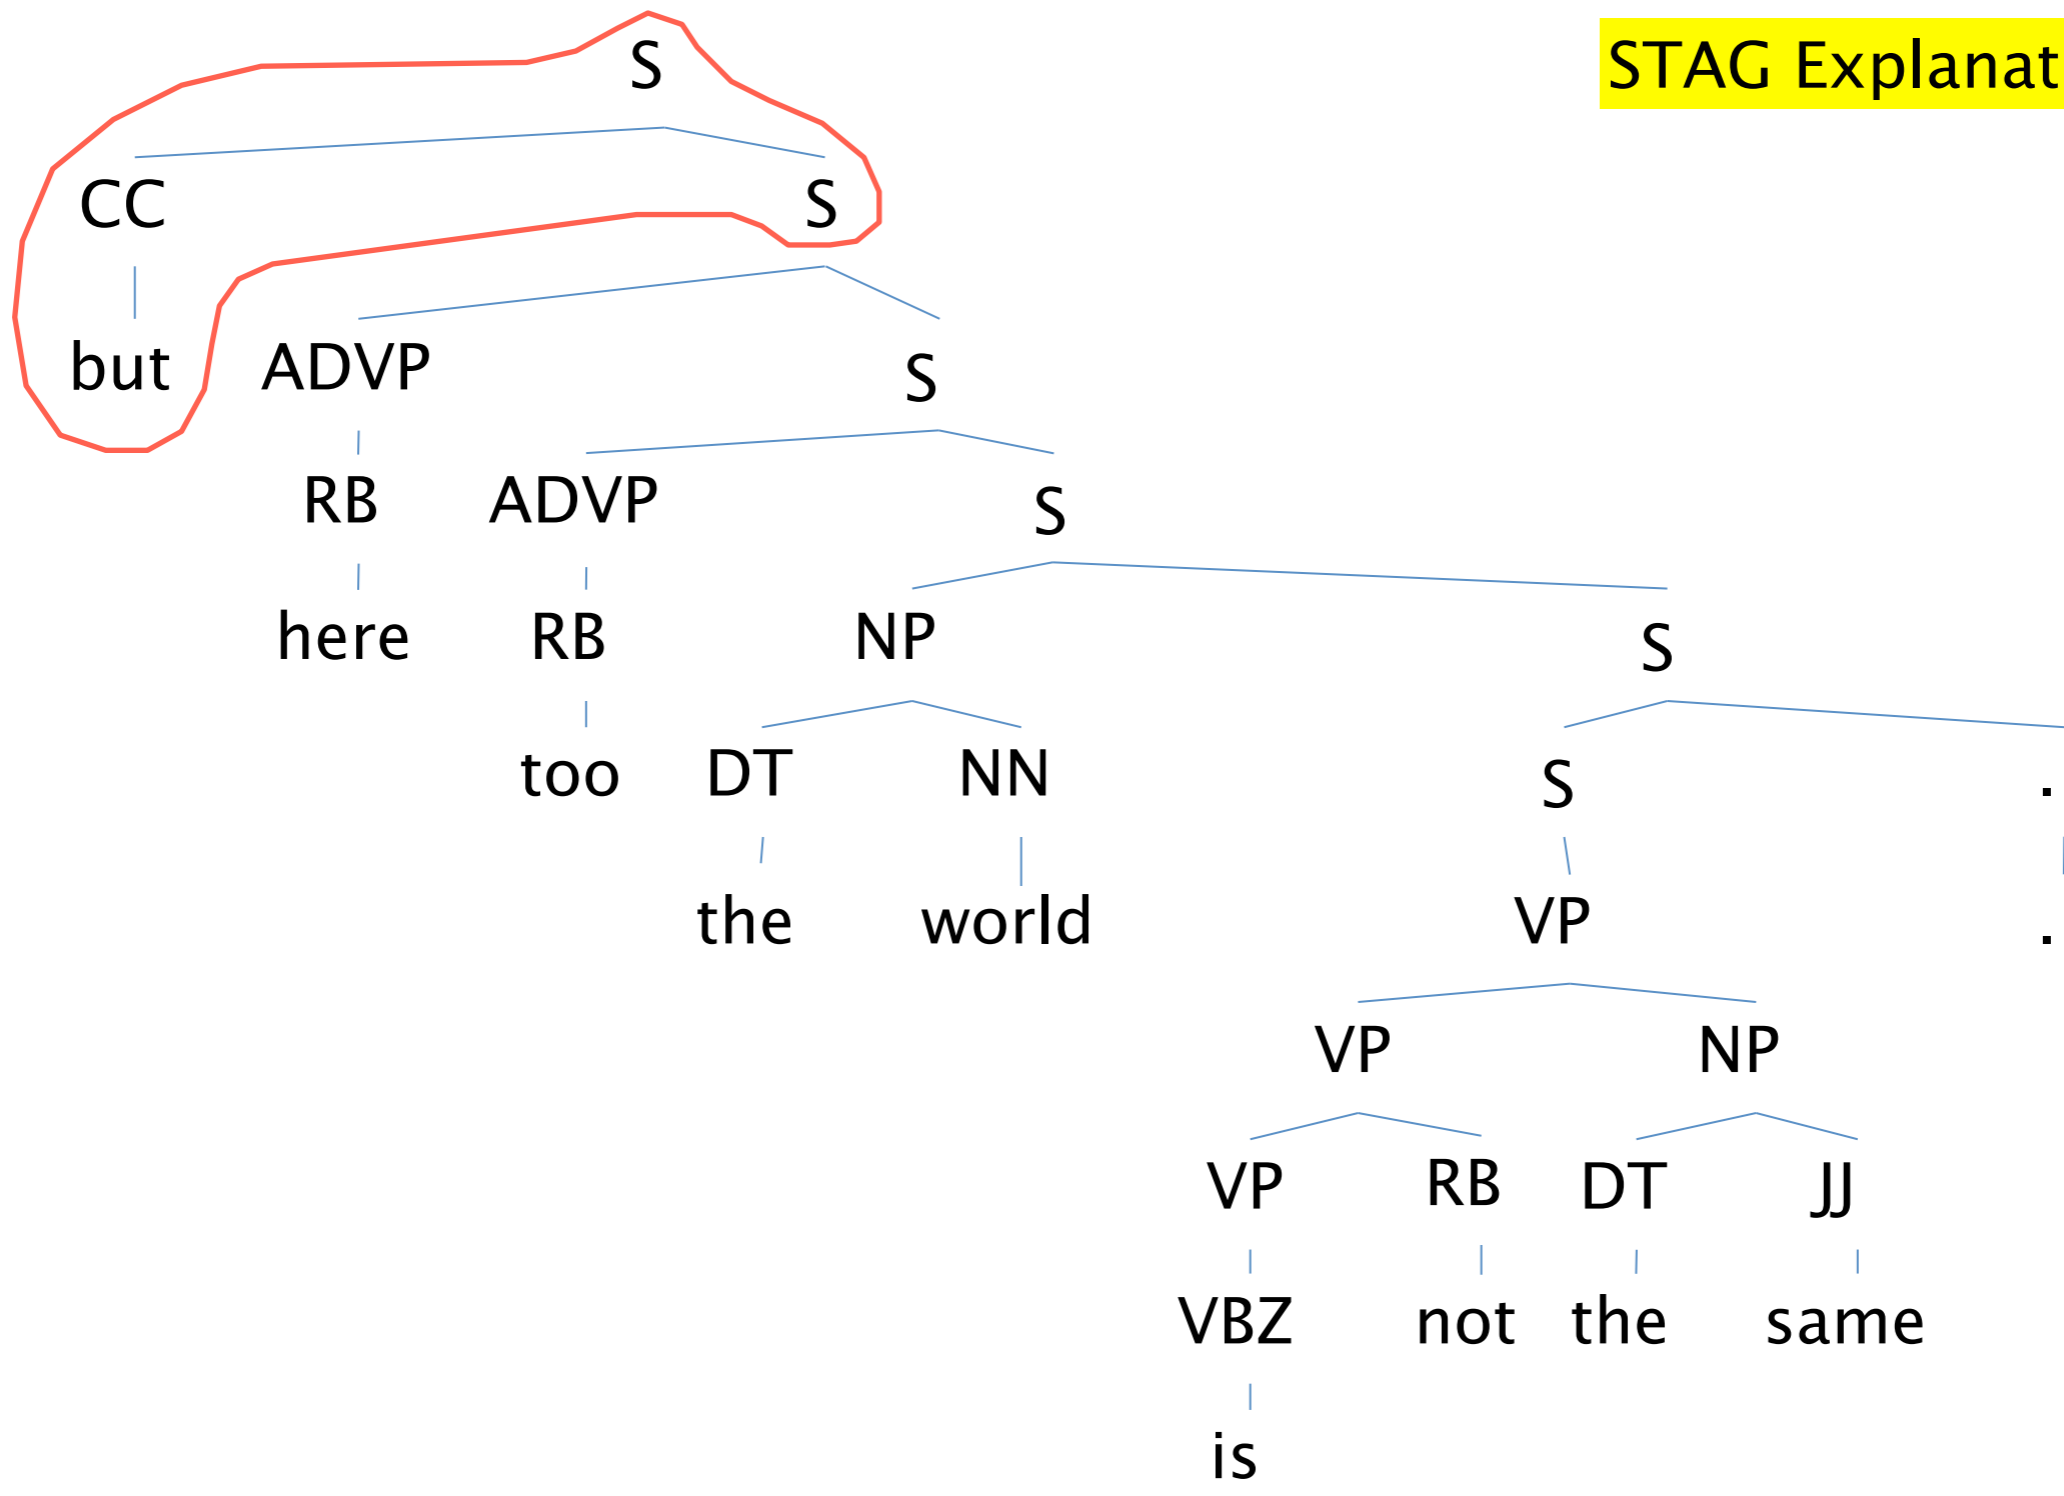 S
STAG Explanat
CC S
but ADVP S
RB ADVP S
here RB NP S
too DT NN S .
the world VP .
VP NP
VP RB DT JJ
VBZ not the same
is